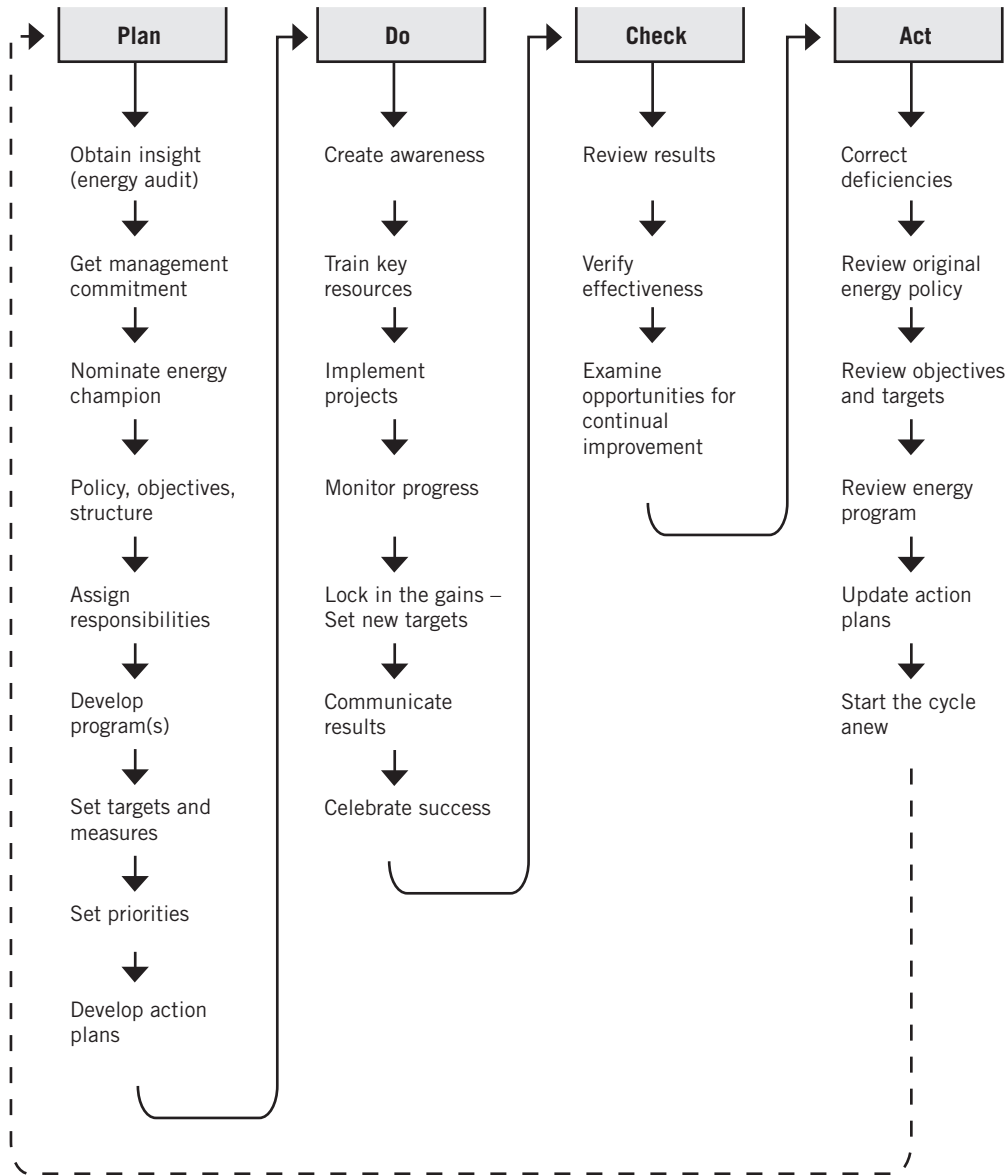 Plan
Obtain insight
(energy audit)
Get management
commitment
Nominate energy
champion
Policy, objectives,
structure
Assign
responsibilities
Develop
program(s)
Set targets and
measures
Set priorities
Develop action
plans
Do
Create awareness
Train key
resources
Implement
projects
Monitor progress
Lock in the gains –
Set new targets
Communicate
results
Celebrate success
Check
Review results
Verify
effectiveness
Examine
opportunities for
continual
improvement
Act
Correct
deficiencies
Review original
energy policy
Review objectives
and targets
Review energy
program
Update action
plans
Start the cycle
anew